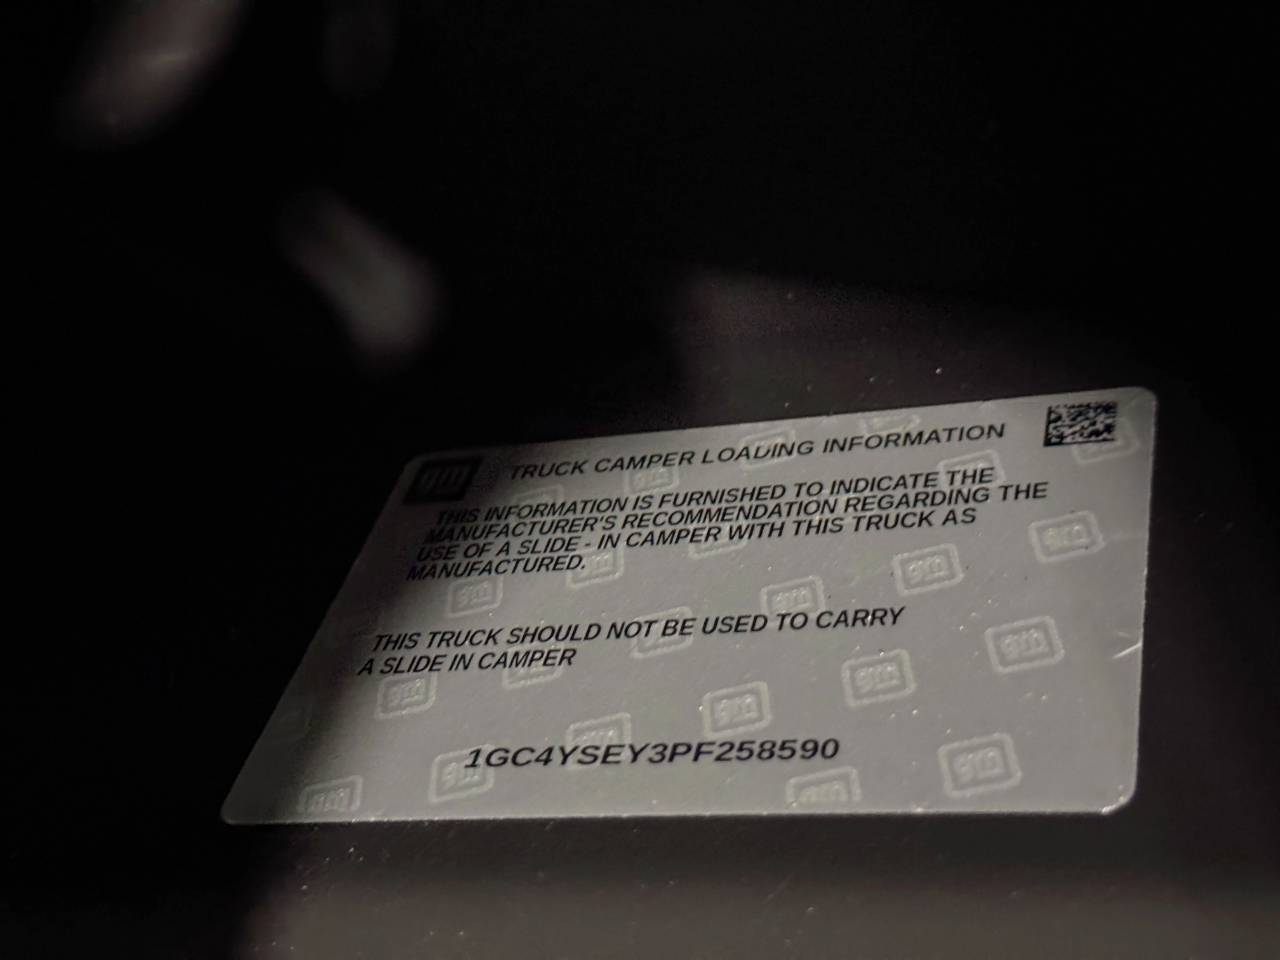 gm
TRUCK CAMPER LOADING INFORMATION
THIS INFORMATION IS FURNISHED TO INDICATE THE
MANUFACTURER'S RECOMMENDATION REGARDING THE
USE OF A SLIDE - IN CAMPER WITH THIS TRUCK AS
MANUFACTURED.
THIS TRUCK SHOULD NOT BE USED TO CARRY
A SLIDE IN CAMPER
1GC4YSEY3PF258590